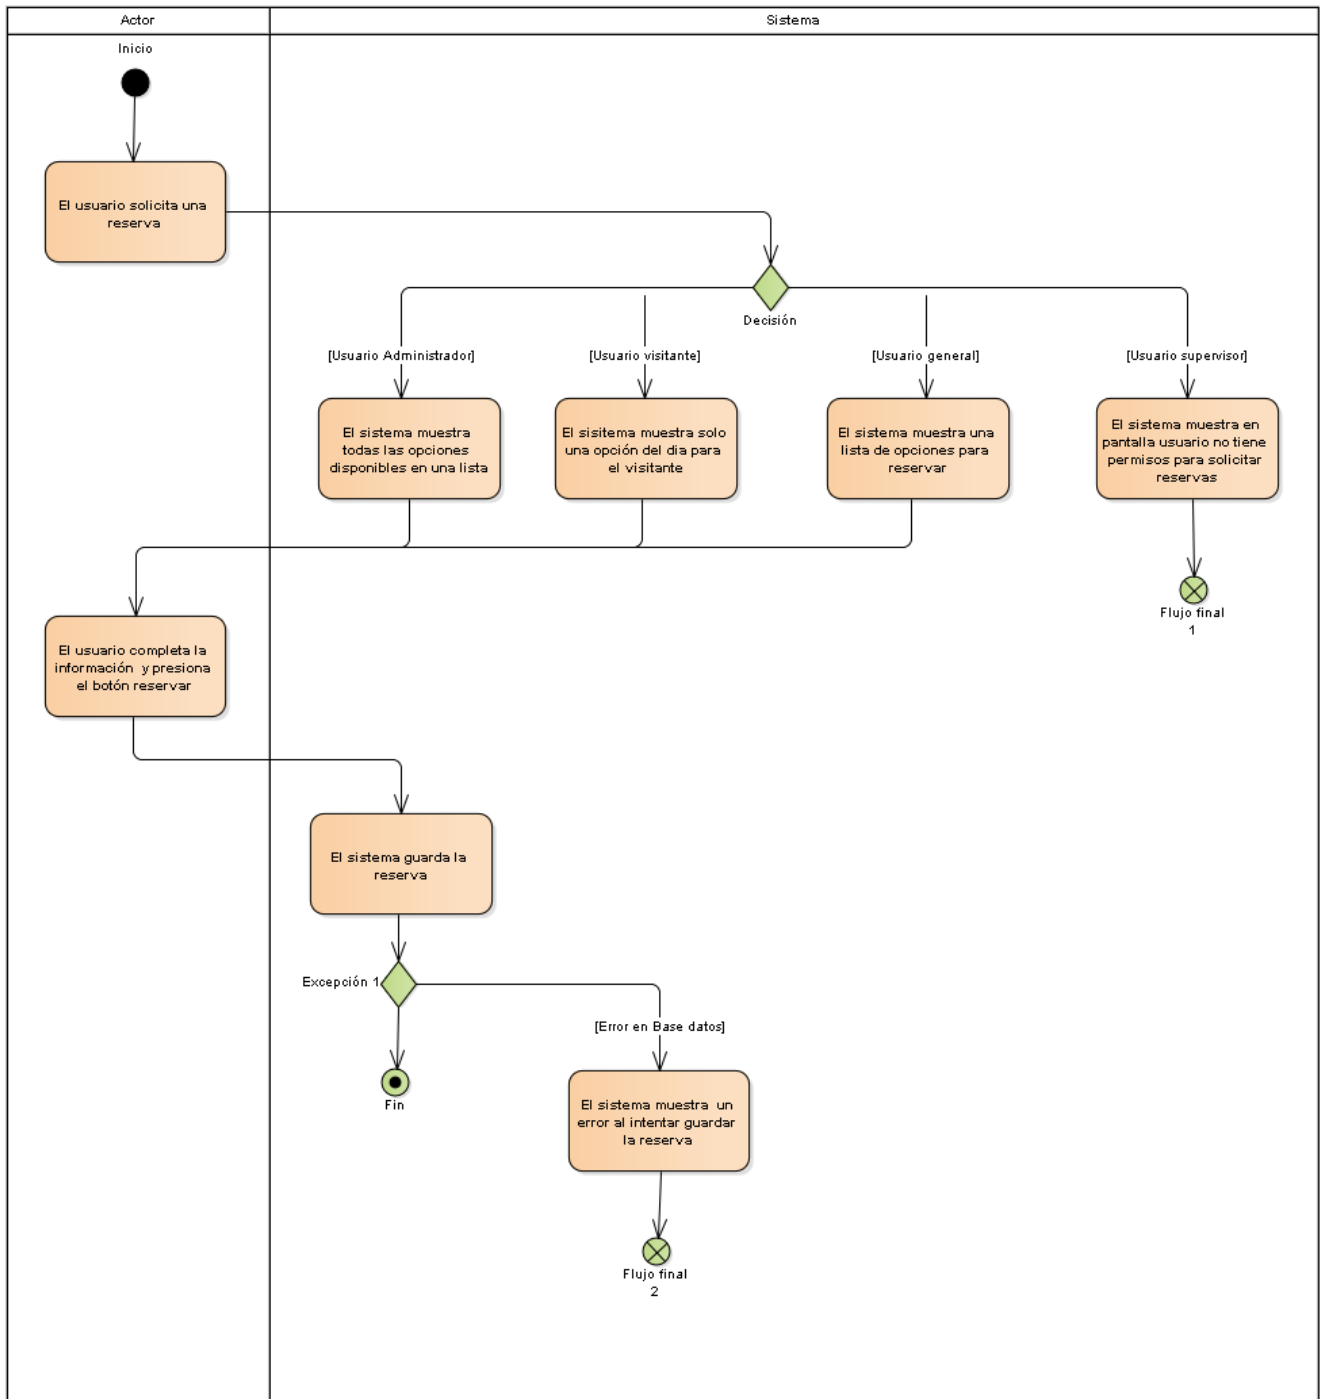 Actor
Sistema
Inicio
El usuario solicita una
reserva
Decisión
[Usuario Administrador]
[Usuario visitante]
[Usuario general]
[Usuario supervisor]
El sistema muestra
todas las opciones
disponibles en una lista
El sisitema muestra solo
una opción del dia para
el visitante
El sistema muestra una
lista de opciones para
reservar
El sistema muestra en
pantalla usuario no tiene
permisos para solicitar
reservas
Flujo final
1
El usuario completa la
información y presiona
el botón reservar
El sistema guarda la
reserva
Excepción 1
[Error en Base datos]
Fin
El sistema muestra un
error al intentar guardar
la reserva
Flujo final
2